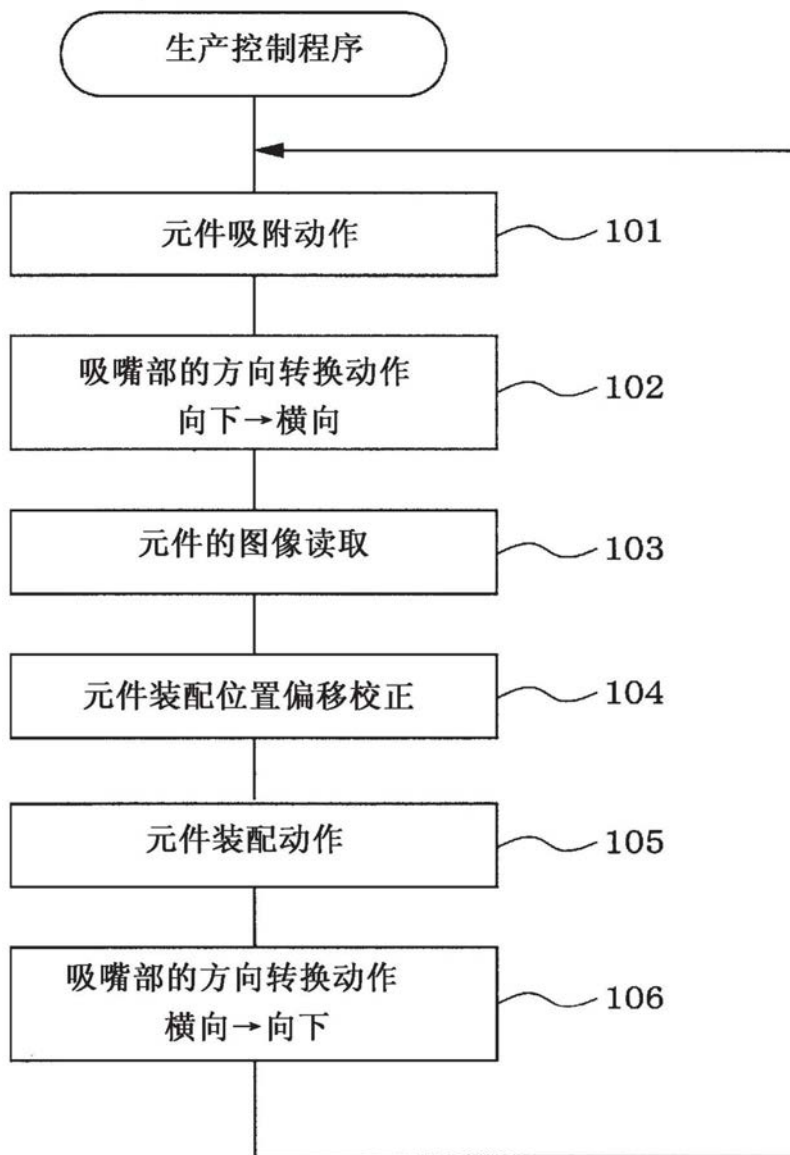 生产控制程序
元件吸附动作
101
吸嘴部的方向转换动作
向下→横向
102
元件的图像读取
103
元件装配位置偏移校正
104
元件装配动作
105
吸嘴部的方向转换动作
横向→向下
106